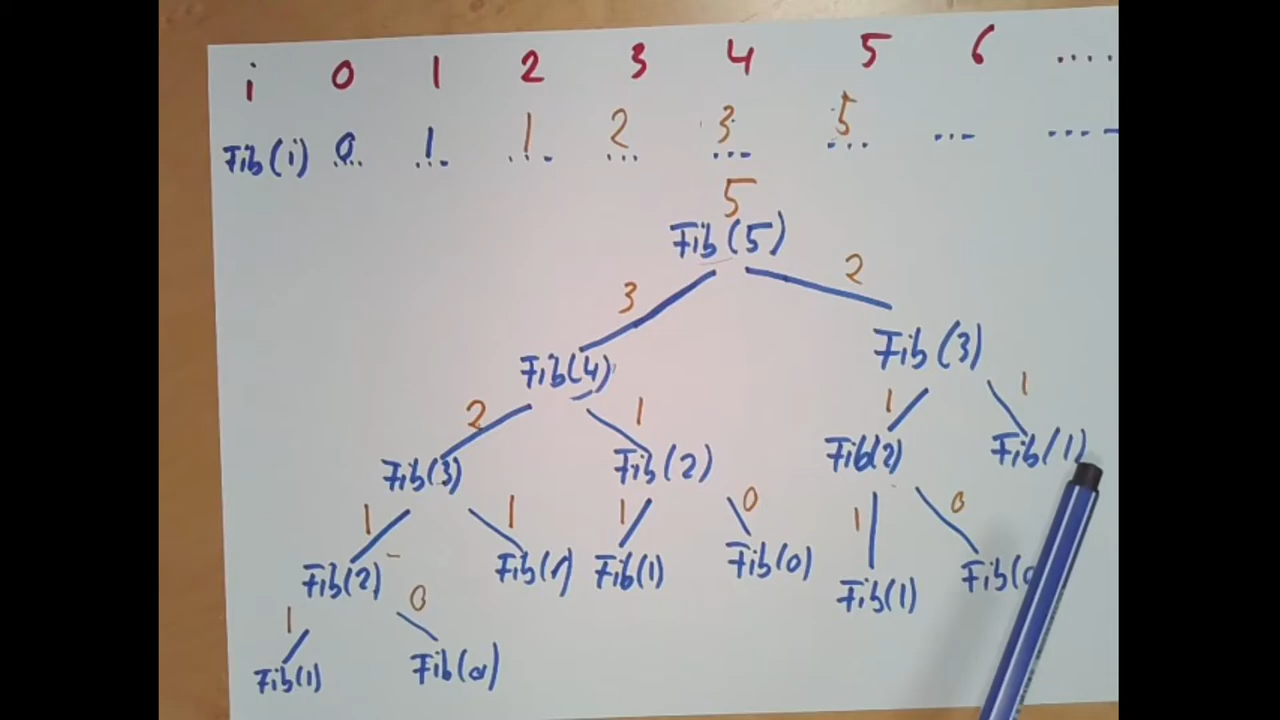 i 0 1 2 3 4 5 6 ....
Fib(i) 0... 1... 1... 2... 3... 5... ... ....
5
Fib(5)
3 2
Fib(4) Fib(3)
2 1 1 1
Fib(3) Fib(2) Fib(2) Fib(1)
1 1 1 0 1 0
Fib(2) Fib(1) Fib(1) Fib(0) Fib(1) Fib(
1 0
Fib(1) Fib(0)